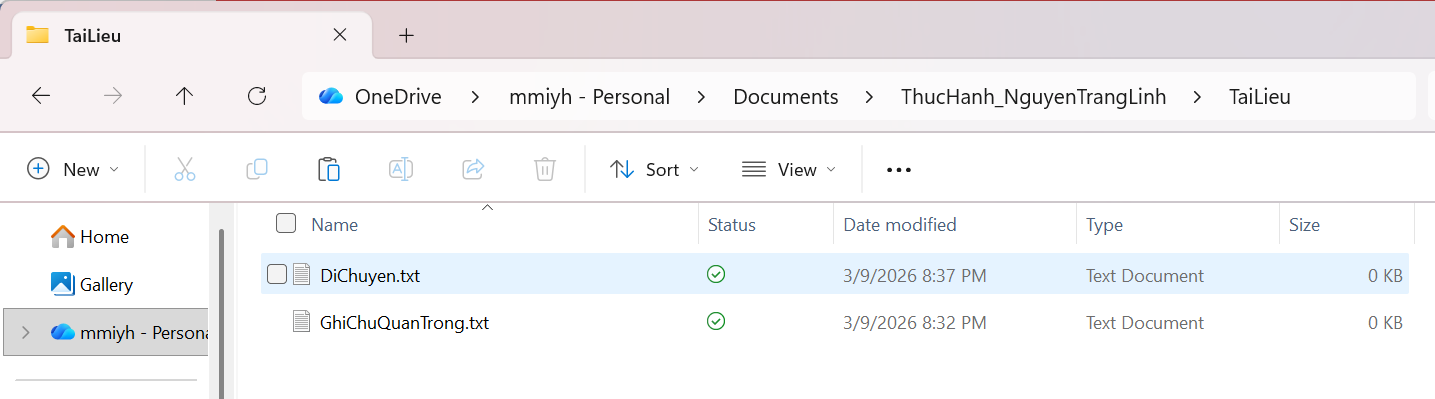 TaiLieu
OneDrive > mmiyh - Personal > Documents > ThucHanh_NguyenTrangLinh > TaiLieu
New Sort View
Home
Gallery
mmiyh - Persona
Name Status Date modified Type Size
DiChuyen.txt 3/9/2026 8:37 PM Text Document 0 KB
GhiChuQuanTrong.txt 3/9/2026 8:32 PM Text Document 0 KB